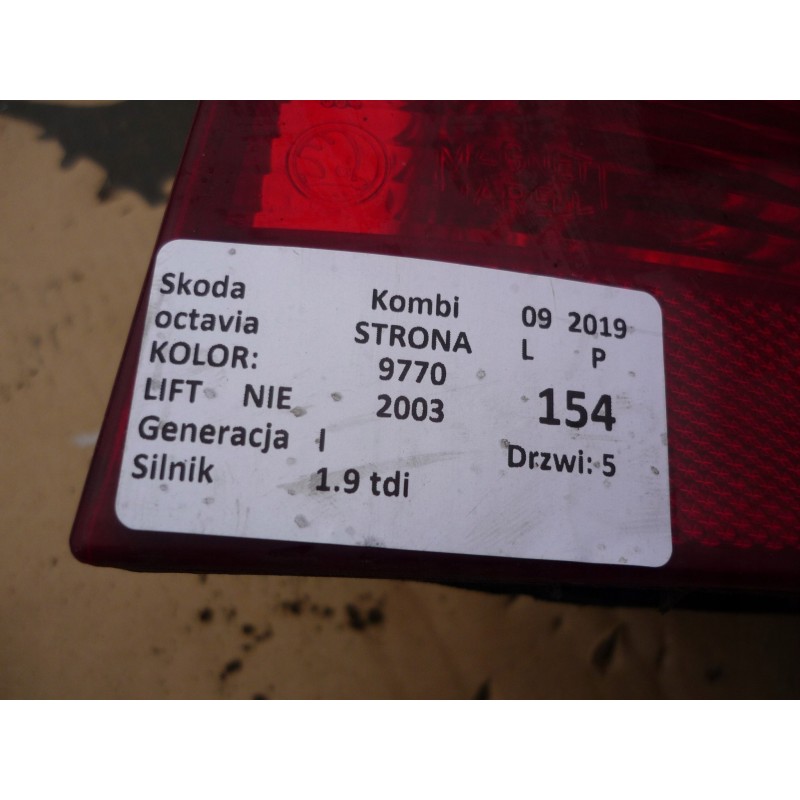 Skoda Kombi 09 2019
octavia STRONA L P
KOLOR: 9770
LIFT NIE 2003 154
Generacja I Drzwi: 5
Silnik 1.9 tdi